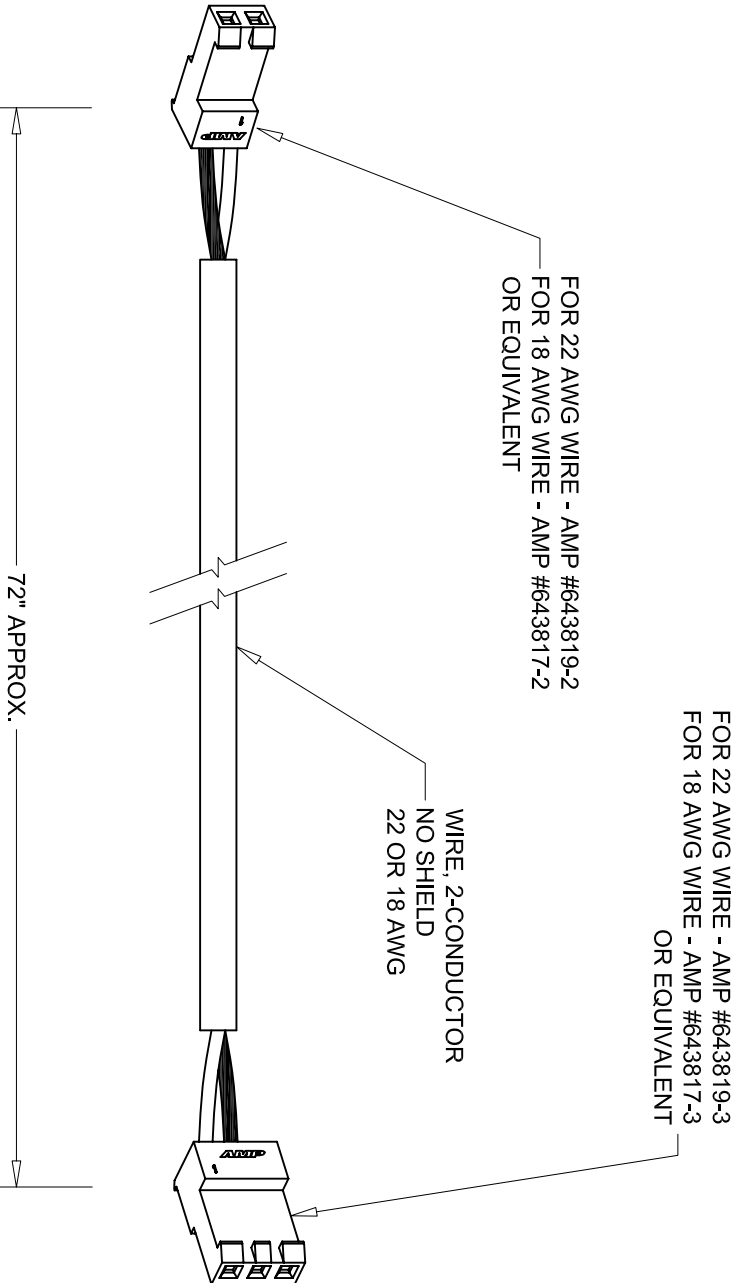 FOR 22 AWG WIRE - AMP #643819-3
FOR 18 AWG WIRE - AMP #643817-3
OR EQUIVALENT
FOR 22 AWG WIRE - AMP #643819-2
FOR 18 AWG WIRE - AMP #643817-2
OR EQUIVALENT
WIRE, 2-CONDUCTOR
NO SHIELD
22 OR 18 AWG
AMP
1
AMP
1
72" APPROX.